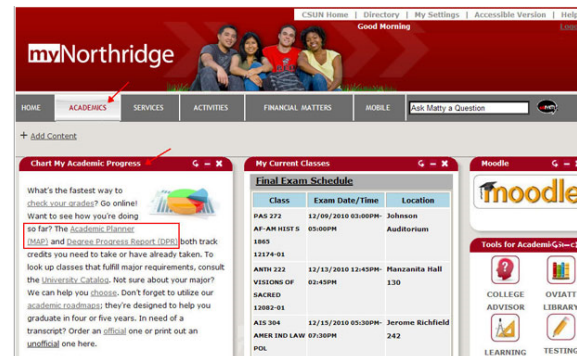 CSUN Home | Directory | My Settings | Accessible Version | Help
Good Morning
myNorthridge
HOME
ACADEMICS
SERVICES
ACTIVITIES
FINANCIAL MATTERS
MOBILE
Ask Matty a Question
+ Add Content
Chart My Academic Progress
What's the fastest way to
check your grades? Go online!
Want to see how you're doing
so far? The Academic Planner
(MAP) and Degree Progress Report (DPR) both track
credits you need to take or have already taken. To
look up classes that fulfill major requirements, consult
the University Catalog. Not sure about your major?
We can help you choose. Don't forget to utilize our
academic roadmaps; they're designed to help you
graduate in four or five years. In need of a
transcript? Order an official one or print out an
unofficial one here.
My Current Classes
Final Exam Schedule
Class Exam Date/Time Location
PAS 272 12/09/2010 03:00PM- Johnson
AF-AM HIST S 05:00PM Auditorium
1865
12174-01
ANTH 222 12/13/2010 12:45PM- Manzanita Hall
VISIONS OF 02:45PM 130
SACRED
12082-01
AIS 304 12/15/2010 05:30PM- Jerome Richfield
AMER IND LAW 07:30PM 242
POL
Moodle
moodle
Tools for Academi
COLLEGE
ADVISOR
OVIATT
LIBRARY
LEARNING
TESTING